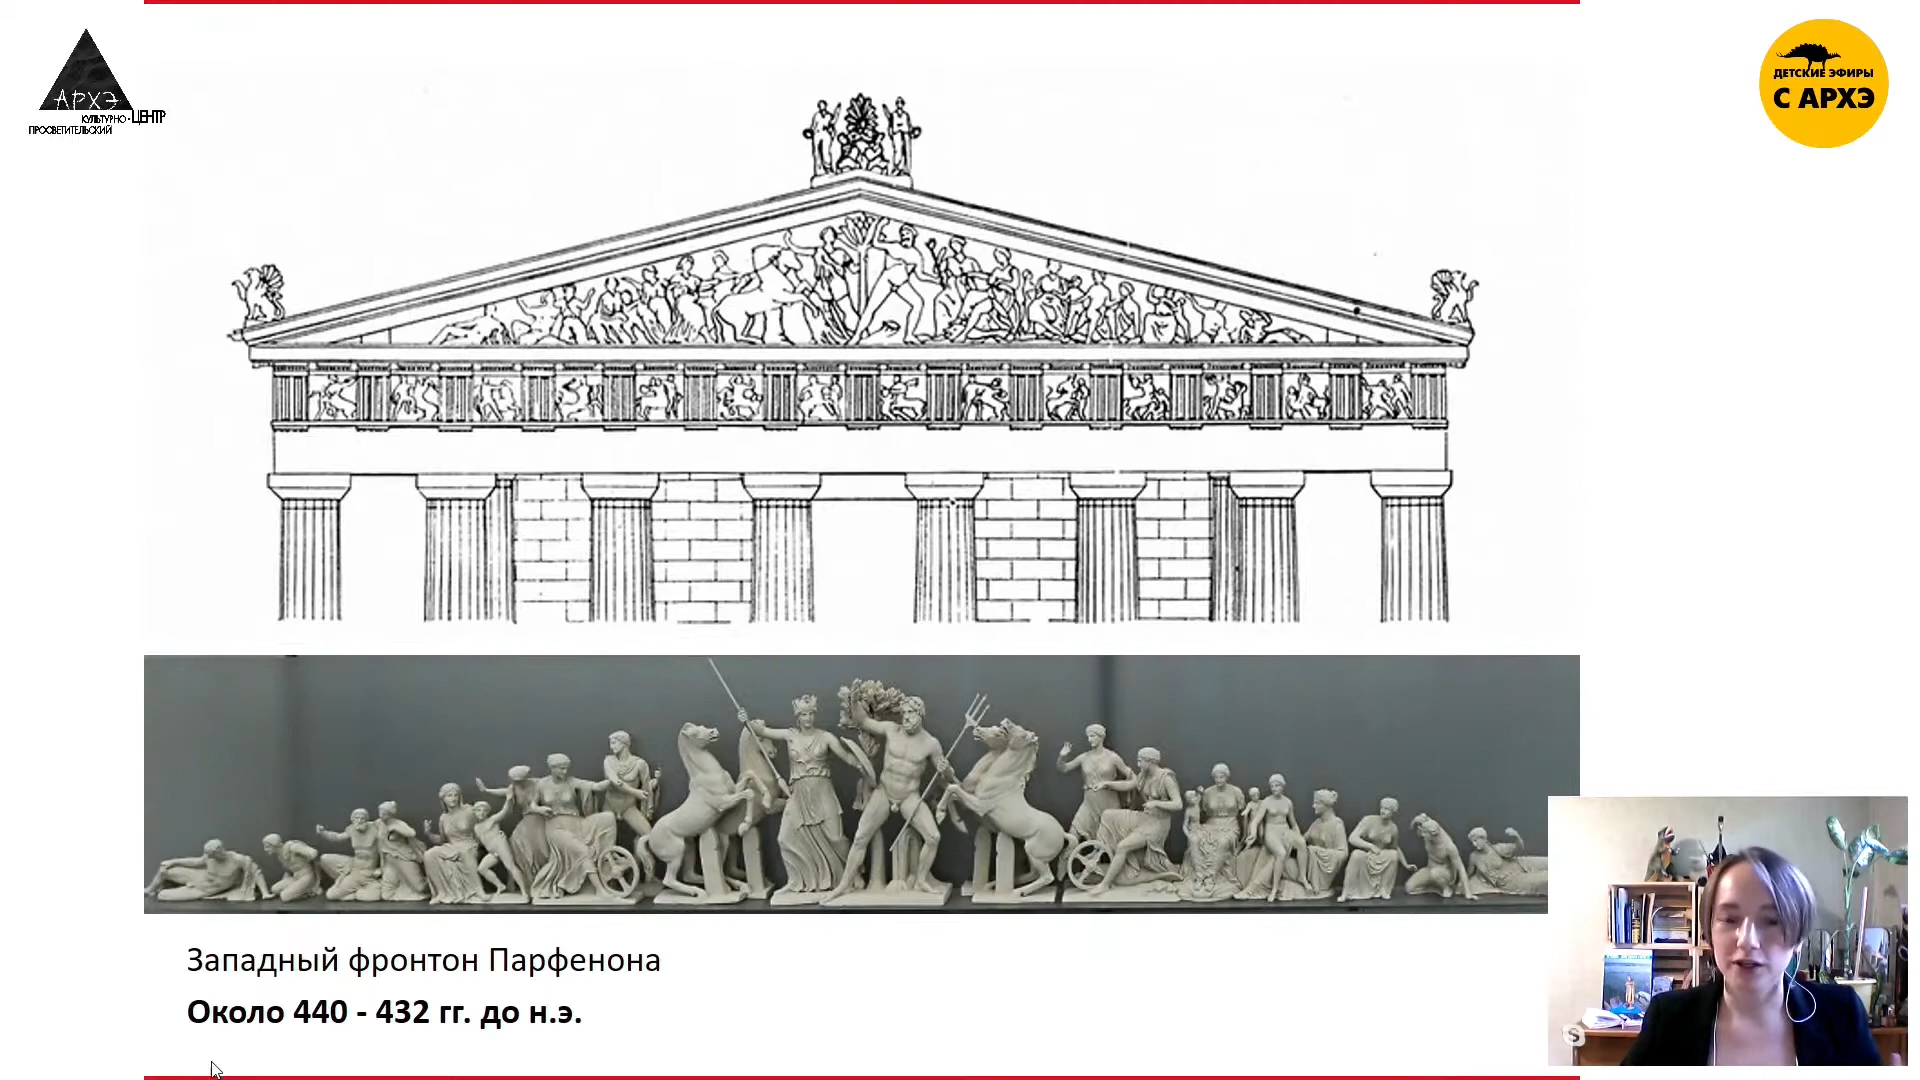 АРХЭ
КУЛЬТУРНО-ЦЕНТР
ПРОСВЕТИТЕЛЬСКИЙ
ДЕТСКИЕ ЭФИРЫ
С АРХЭ
Западный фронтон Парфенона
Около 440 - 432 гг. до н.э.